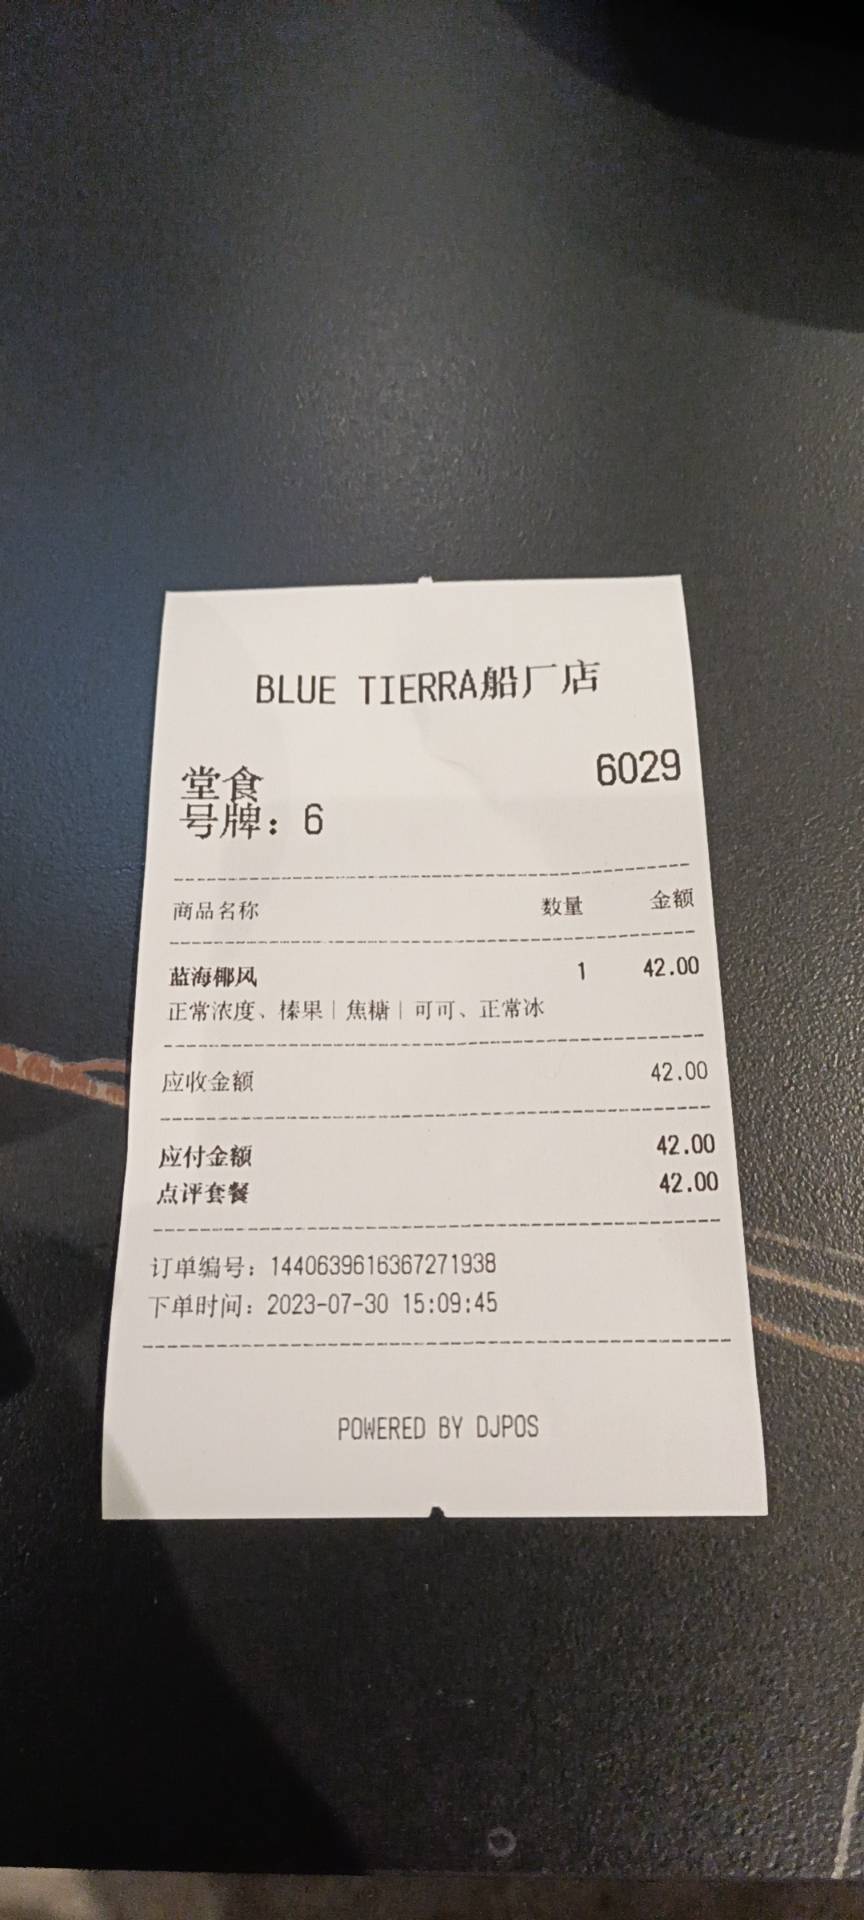 BLUE TIERRA船厂店
堂食 6029
号牌：6
商品名称 数量 金额
蓝海椰风 1 42.00
正常浓度、榛果|焦糖|可可、正常冰
应收金额 42.00
应付金额 42.00
点评套餐 42.00
订单编号：1440639616367271938
下单时间：2023-07-30 15:09:45
POWERED BY DJPOS